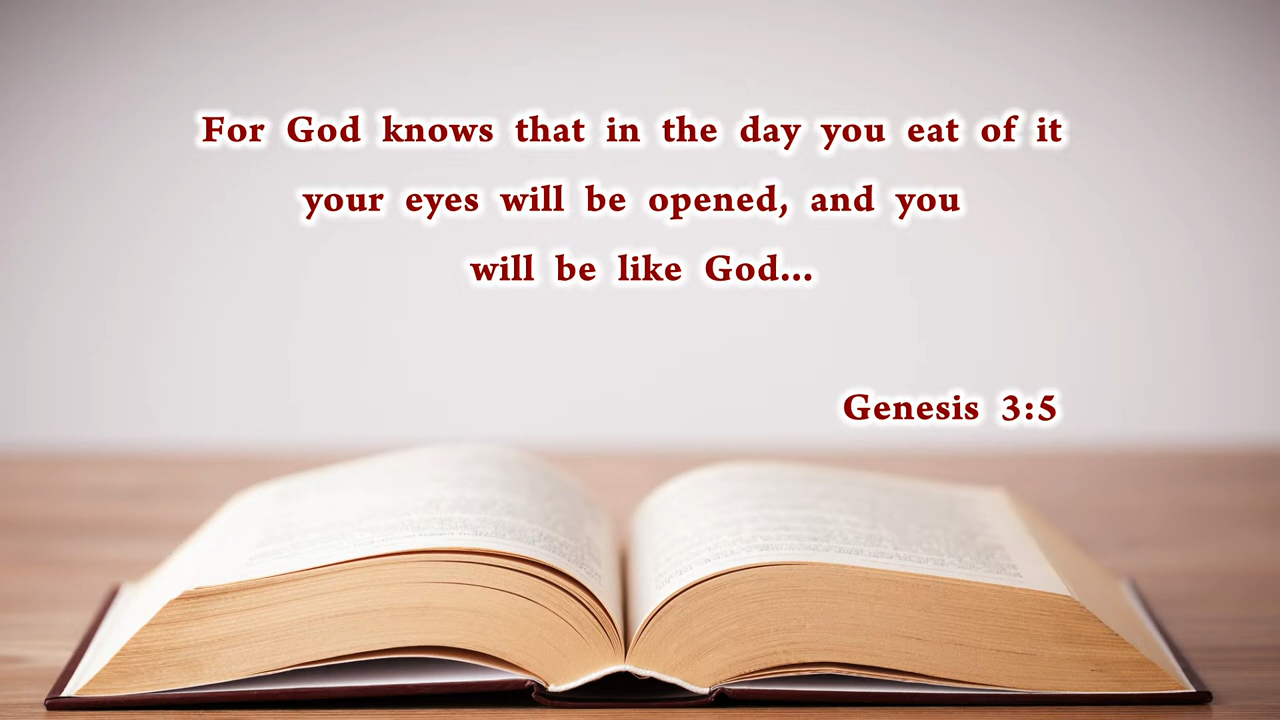 For God knows that in the day you eat of it
your eyes will be opened, and you
will be like God...
Genesis 3:5